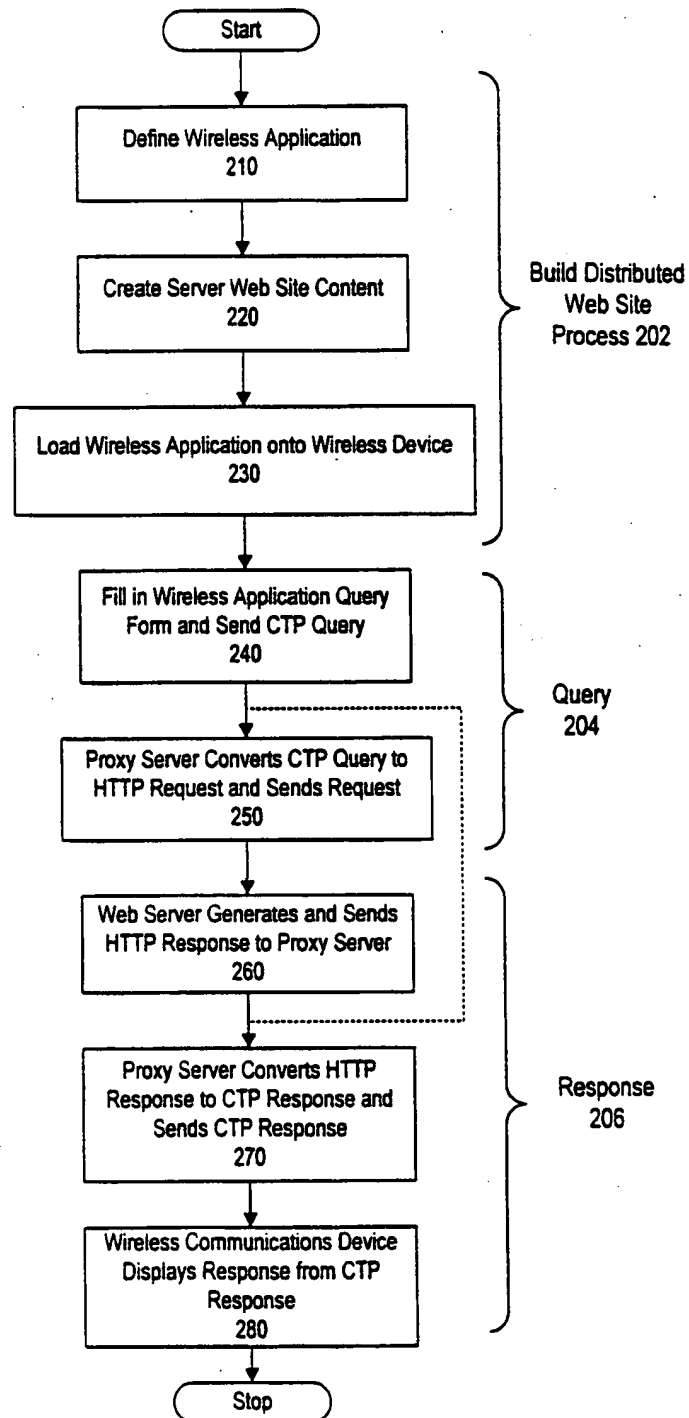 Start
Define Wireless Application
210
Create Server Web Site Content
220
Load Wireless Application onto Wireless Device
230
Build Distributed
Web Site
Process 202
Fill in Wireless Application Query
Form and Send CTP Query
240
Proxy Server Converts CTP Query to
HTTP Request and Sends Request
250
Query
204
Web Server Generates and Sends
HTTP Response to Proxy Server
260
Proxy Server Converts HTTP
Response to CTP Response and
Sends CTP Response
270
Wireless Communications Device
Displays Response from CTP
Response
280
Response
206
Stop